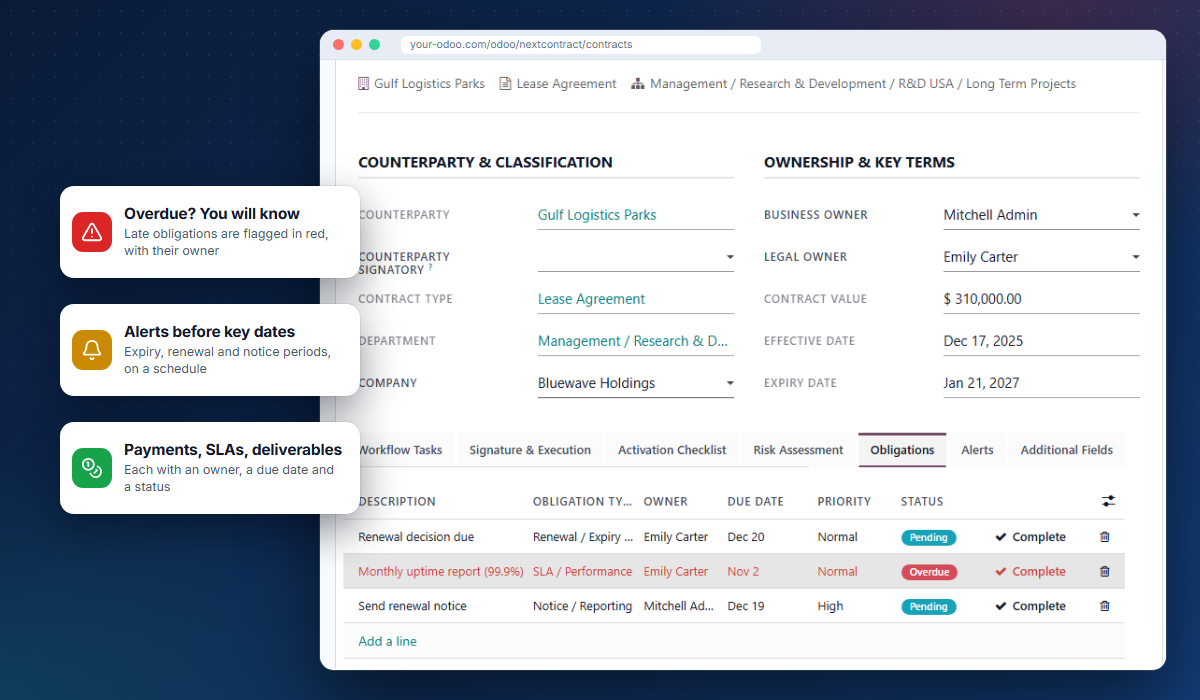 your-odoo.com/odoo/nextcontract/contracts
Gulf Logistics Parks Lease Agreement Management / Research & Development / R&D USA / Long Term Projects
COUNTERPARTY & CLASSIFICATION
OWNERSHIP & KEY TERMS
Overdue? You will know
Late obligations are flagged in red,
with their owner
Alerts before key dates
Expiry, renewal and notice periods,
on a schedule
Payments, SLAs, deliverables
Each with an owner, a due date and
a status
COUNTERPARTY Gulf Logistics Parks
COUNTERPARTY
SIGNATORY ?
CONTRACT TYPE Lease Agreement
DEPARTMENT Management / Research & D...
COMPANY Bluewave Holdings
BUSINESS OWNER Mitchell Admin
LEGAL OWNER Emily Carter
CONTRACT VALUE $ 310,000.00
EFFECTIVE DATE Dec 17, 2025
EXPIRY DATE Jan 21, 2027
Workflow Tasks Signature & Execution Activation Checklist Risk Assessment Obligations Alerts Additional Fields
DESCRIPTION OBLIGATION TY... OWNER DUE DATE PRIORITY STATUS
Renewal decision due Renewal / Expiry ... Emily Carter Dec 20 Normal Pending Complete
Monthly uptime report (99.9%) SLA / Performance Emily Carter Nov 2 Normal Overdue Complete
Send renewal notice Notice / Reporting Mitchell Ad... Dec 19 High Pending Complete
Add a line